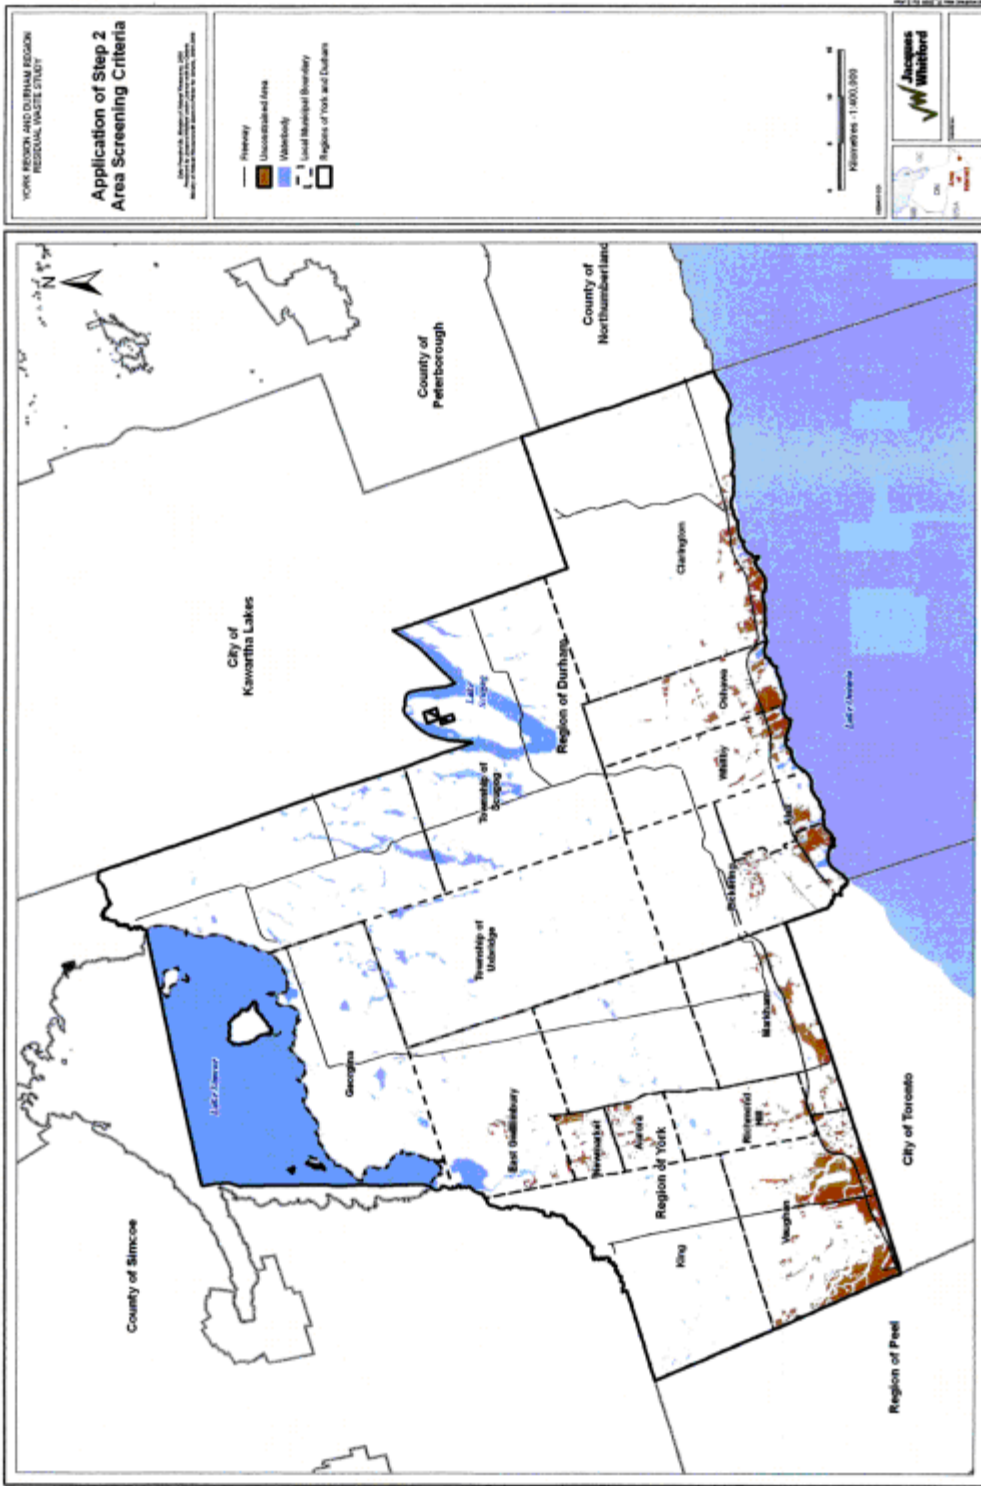 YORK REGION AND DURHAM REGION
RESIDUAL WASTE STUDY
Application of Step 2
Area Screening Criteria
Freeway
Unconstrained Area
Waterbody
Local Municipal Boundary
Regions of York and Durham
Kilometres - 1:400,000
Jacques
Whitford
N
County of
Northumberland
County of
Peterborough
City of
Kawartha Lakes
Clarington
Region of Durham
Lake
Scugog
Township of
Scugog
Oshawa
Whitby
Ajax
Pickering
Lake Ontario
Township of
Uxbridge
Lake Simcoe
Georgina
East Gwillimbury
Newmarket
Aurora
Region of York
Richmond
Hill
Markham
King
Vaughan
County of Simcoe
City of Toronto
Region of Peel